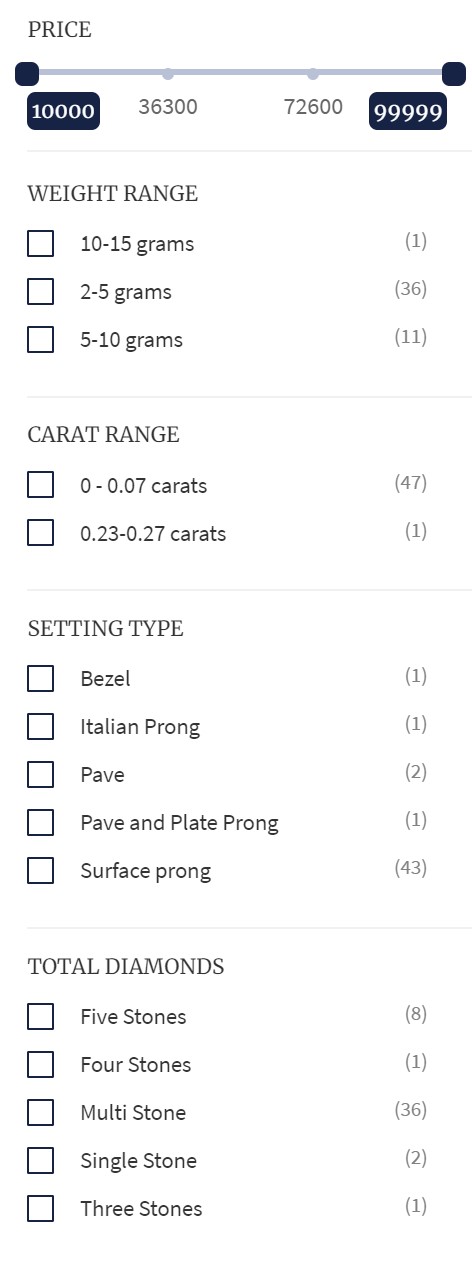 PRICE
10000 36300 72600 99999
WEIGHT RANGE
10-15 grams (1)
2-5 grams (36)
5-10 grams (11)
CARAT RANGE
0 - 0.07 carats (47)
0.23-0.27 carats (1)
SETTING TYPE
Bezel (1)
Italian Prong (1)
Pave (2)
Pave and Plate Prong (1)
Surface prong (43)
TOTAL DIAMONDS
Five Stones (8)
Four Stones (1)
Multi Stone (36)
Single Stone (2)
Three Stones (1)